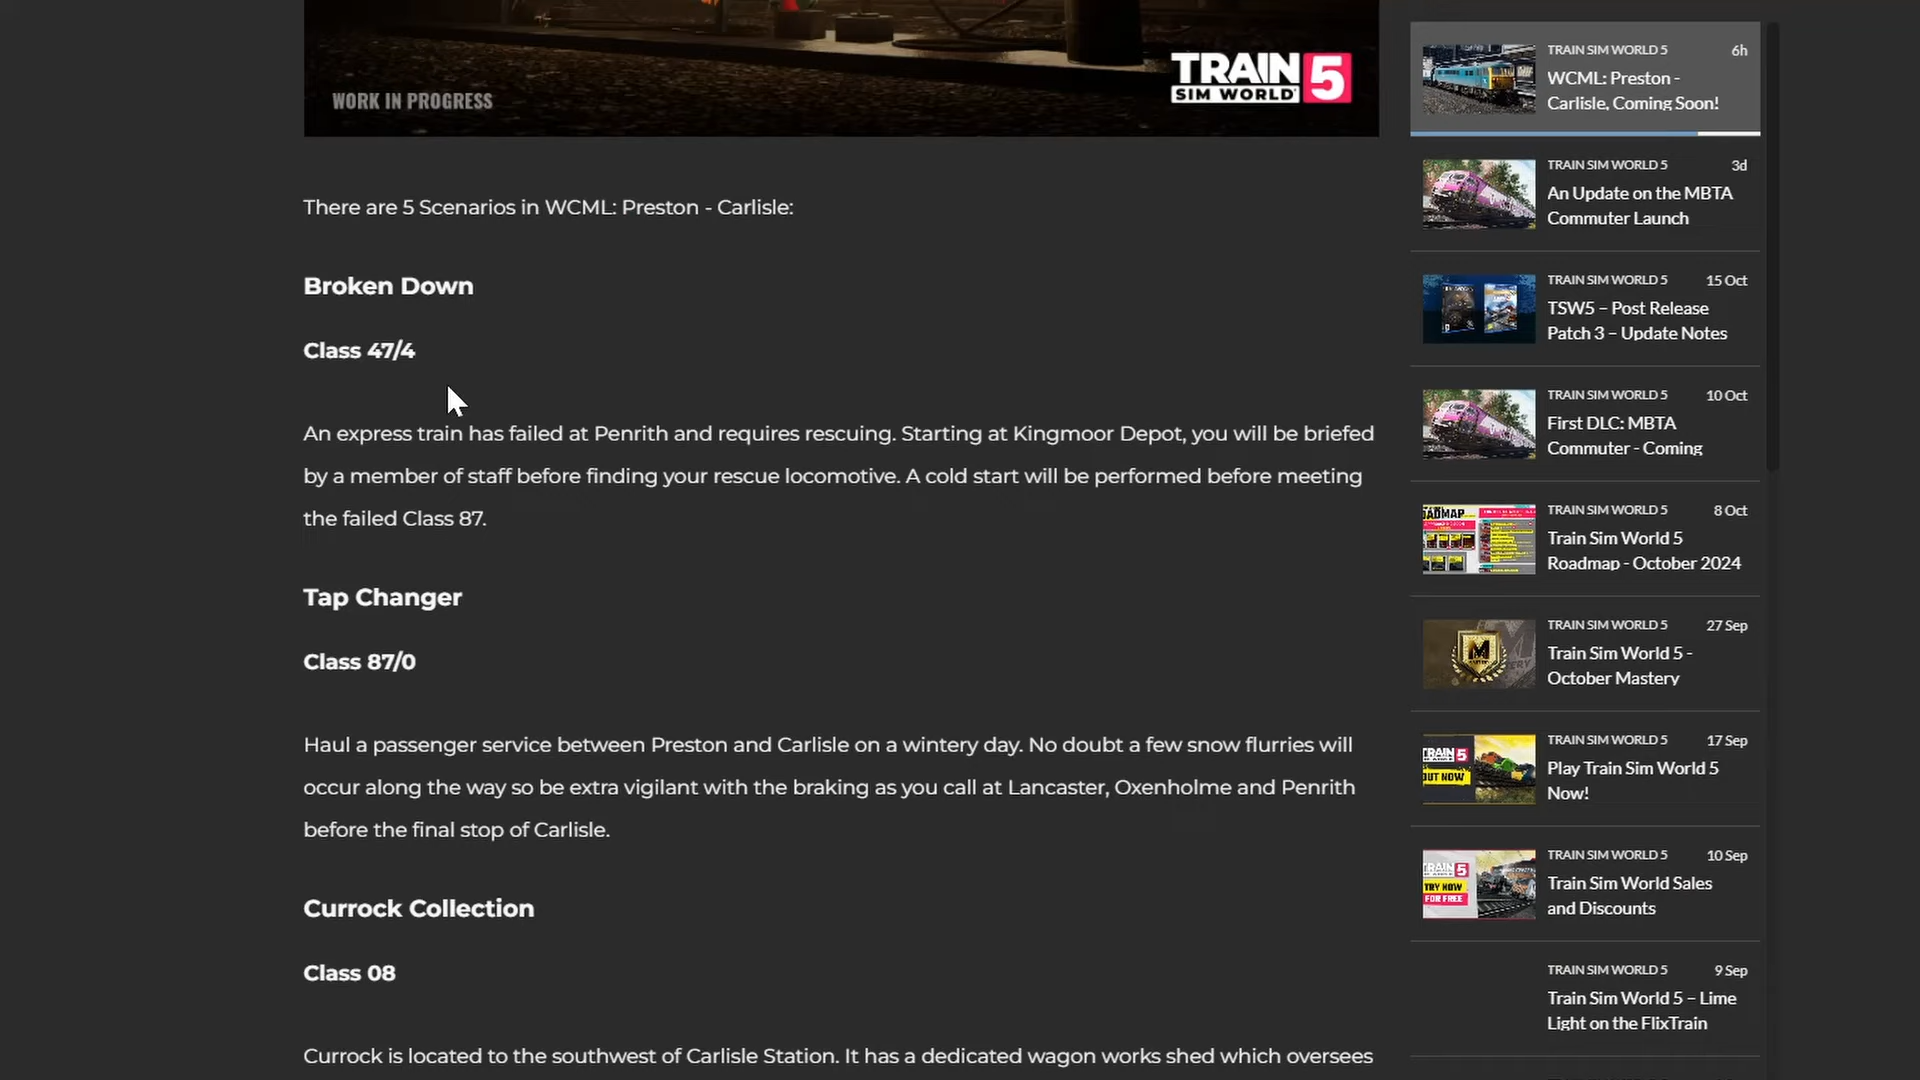 WORK IN PROGRESS
TRAIN 5
SIM WORLD
There are 5 Scenarios in WCML: Preston - Carlisle:
Broken Down
Class 47/4
An express train has failed at Penrith and requires rescuing. Starting at Kingmoor Depot, you will be briefed
by a member of staff before finding your rescue locomotive. A cold start will be performed before meeting
the failed Class 87.
Tap Changer
Class 87/0
Haul a passenger service between Preston and Carlisle on a wintery day. No doubt a few snow flurries will
occur along the way so be extra vigilant with the braking as you call at Lancaster, Oxenholme and Penrith
before the final stop of Carlisle.
Currock Collection
Class 08
Currock is located to the southwest of Carlisle Station. It has a dedicated wagon works shed which oversees
TRAIN SIM WORLD 5 6h
WCML: Preston -
Carlisle, Coming Soon!
TRAIN SIM WORLD 5 3d
An Update on the MBTA
Commuter Launch
TRAIN SIM WORLD 5 15 Oct
TSW5 – Post Release
Patch 3 – Update Notes
TRAIN SIM WORLD 5 10 Oct
First DLC: MBTA
Commuter - Coming
ROADMAP
TRAIN SIM WORLD 5 8 Oct
Train Sim World 5
Roadmap - October 2024
M
TRAIN SIM WORLD 5 27 Sep
Train Sim World 5 -
October Mastery
TRAIN 5
OUT NOW
TRAIN SIM WORLD 5 17 Sep
Play Train Sim World 5
Now!
TRAIN 5
TRY NOW
FOR FREE
TRAIN SIM WORLD 5 10 Sep
Train Sim World Sales
and Discounts
TRAIN SIM WORLD 5 9 Sep
Train Sim World 5 – Lime
Light on the FlixTrain